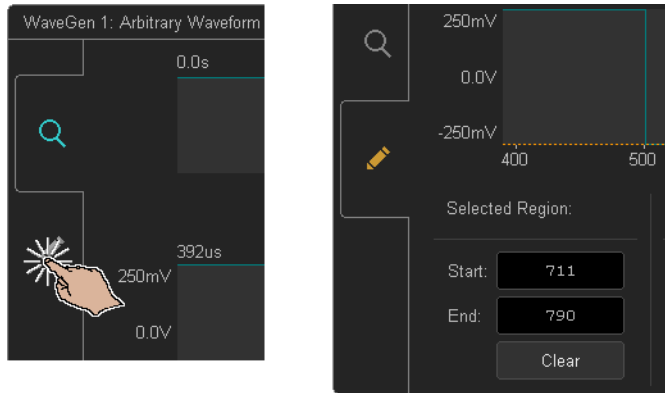 WaveGen 1: Arbitrary Waveform
0.0s
392us
250mV
0.0V
250mV
0.0V
-250mV
400 500
Selected Region:
Start: 711
End: 790
Clear